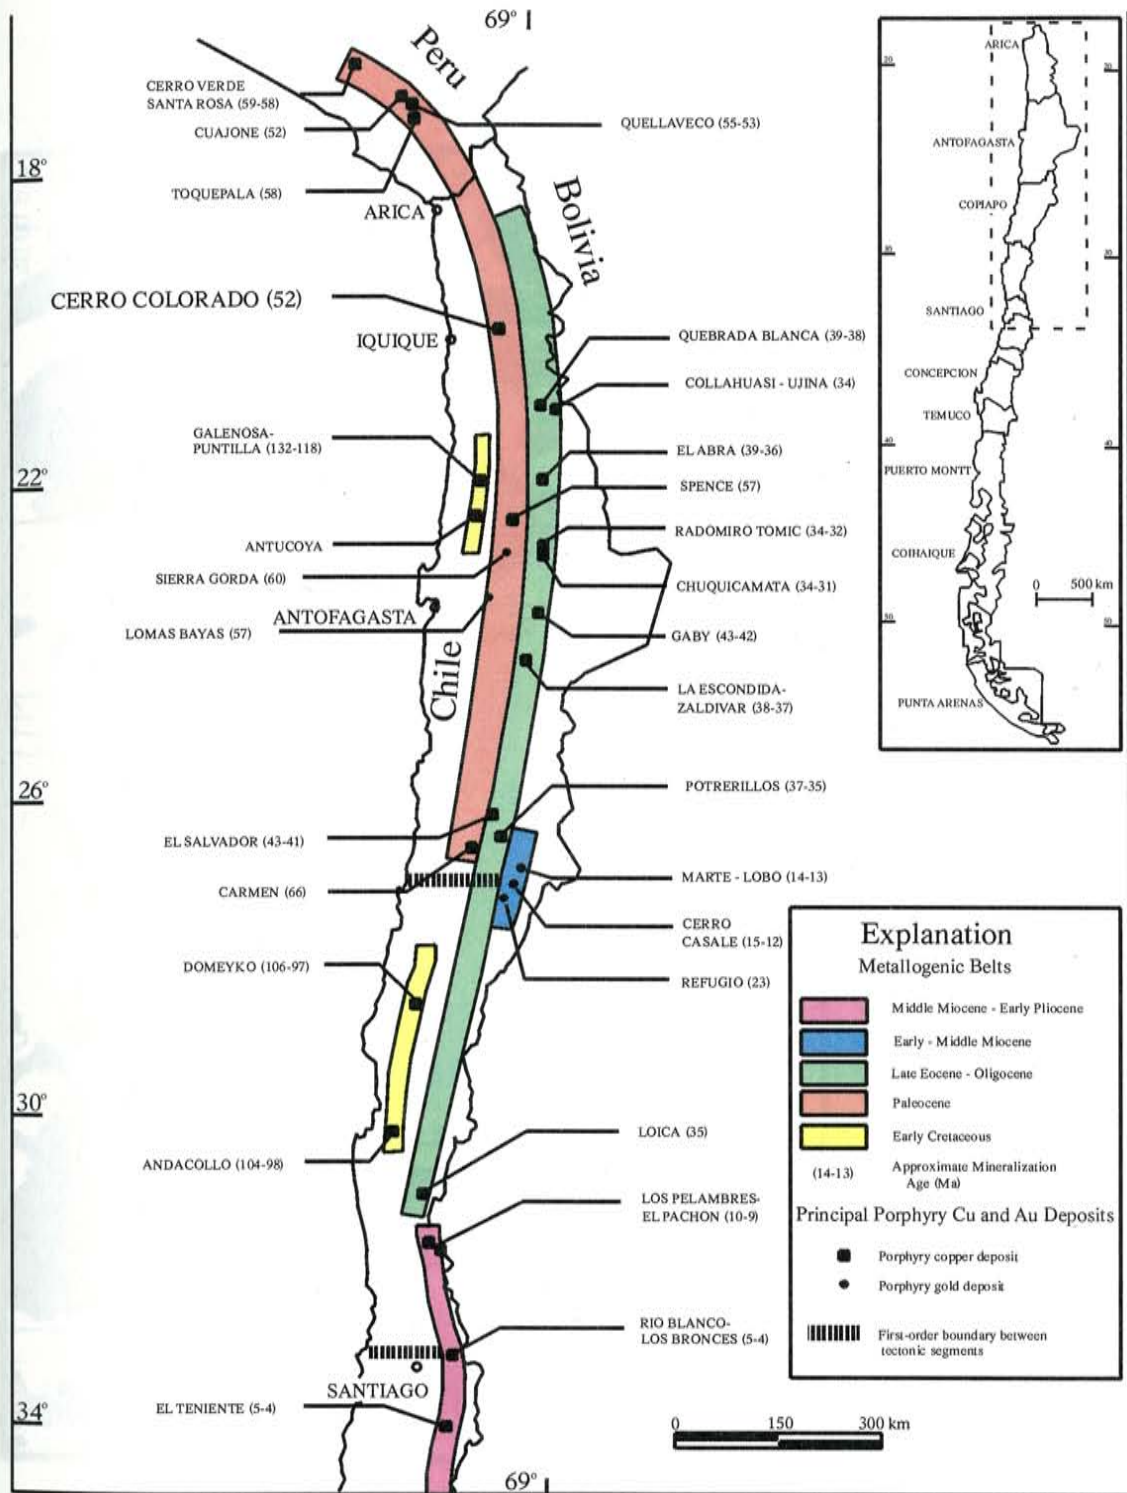 69°
Peru
CERRO VERDE
SANTA ROSA (59-58)
CUAJONE (52)
QUELLAVECO (55-53)
18°
TOQUEPALA (58)
ARICA
Bolivia
CERRO COLORADO (52)
IQUIQUE
QUEBRADA BLANCA (39-38)
COLLAHUASI - UJINA (34)
GALENOSA-
PUNTILLA (132-118)
EL ABRA (39-36)
22°
SPENCE (57)
RADOMIRO TOMIC (34-32)
ANTUCOYA
SIERRA GORDA (60)
CHUQUICAMATA (34-31)
ANTOFAGASTA
LOMAS BAYAS (57)
GABY (43-42)
Chile
LA ESCONDIDA-
ZALDIVAR (38-37)
26°
POTRERILLOS (37-35)
EL SALVADOR (43-41)
MARTE - LOBO (14-13)
CARMEN (66)
CERRO
CASALE (15-12)
DOMEYKO (106-97)
REFUGIO (23)
30°
LOICA (35)
ANDACOLLO (104-98)
LOS PELAMBRES-
EL PACHON (10-9)
RIO BLANCO-
LOS BRONCES (5-4)
SANTIAGO
EL TENIENTE (5-4)
34°
0 150 300 km
69°
ARICA
20
ANTOFAGASTA
COPIAPO
SANTIAGO
CONCEPCION
TEMUCO
40 40
PUERTO MONTT
COIHAIQUE
0 500 km
50
PUNTA ARENAS
Explanation
Metallogenic Belts
Middle Miocene - Early Pliocene
Early - Middle Miocene
Late Eocene - Oligocene
Paleocene
Early Cretaceous
(14-13) Approximate Mineralization
Age (Ma)
Principal Porphyry Cu and Au Deposits
Porphyry copper deposit
Porphyry gold deposit
First-order boundary between
tectonic segments